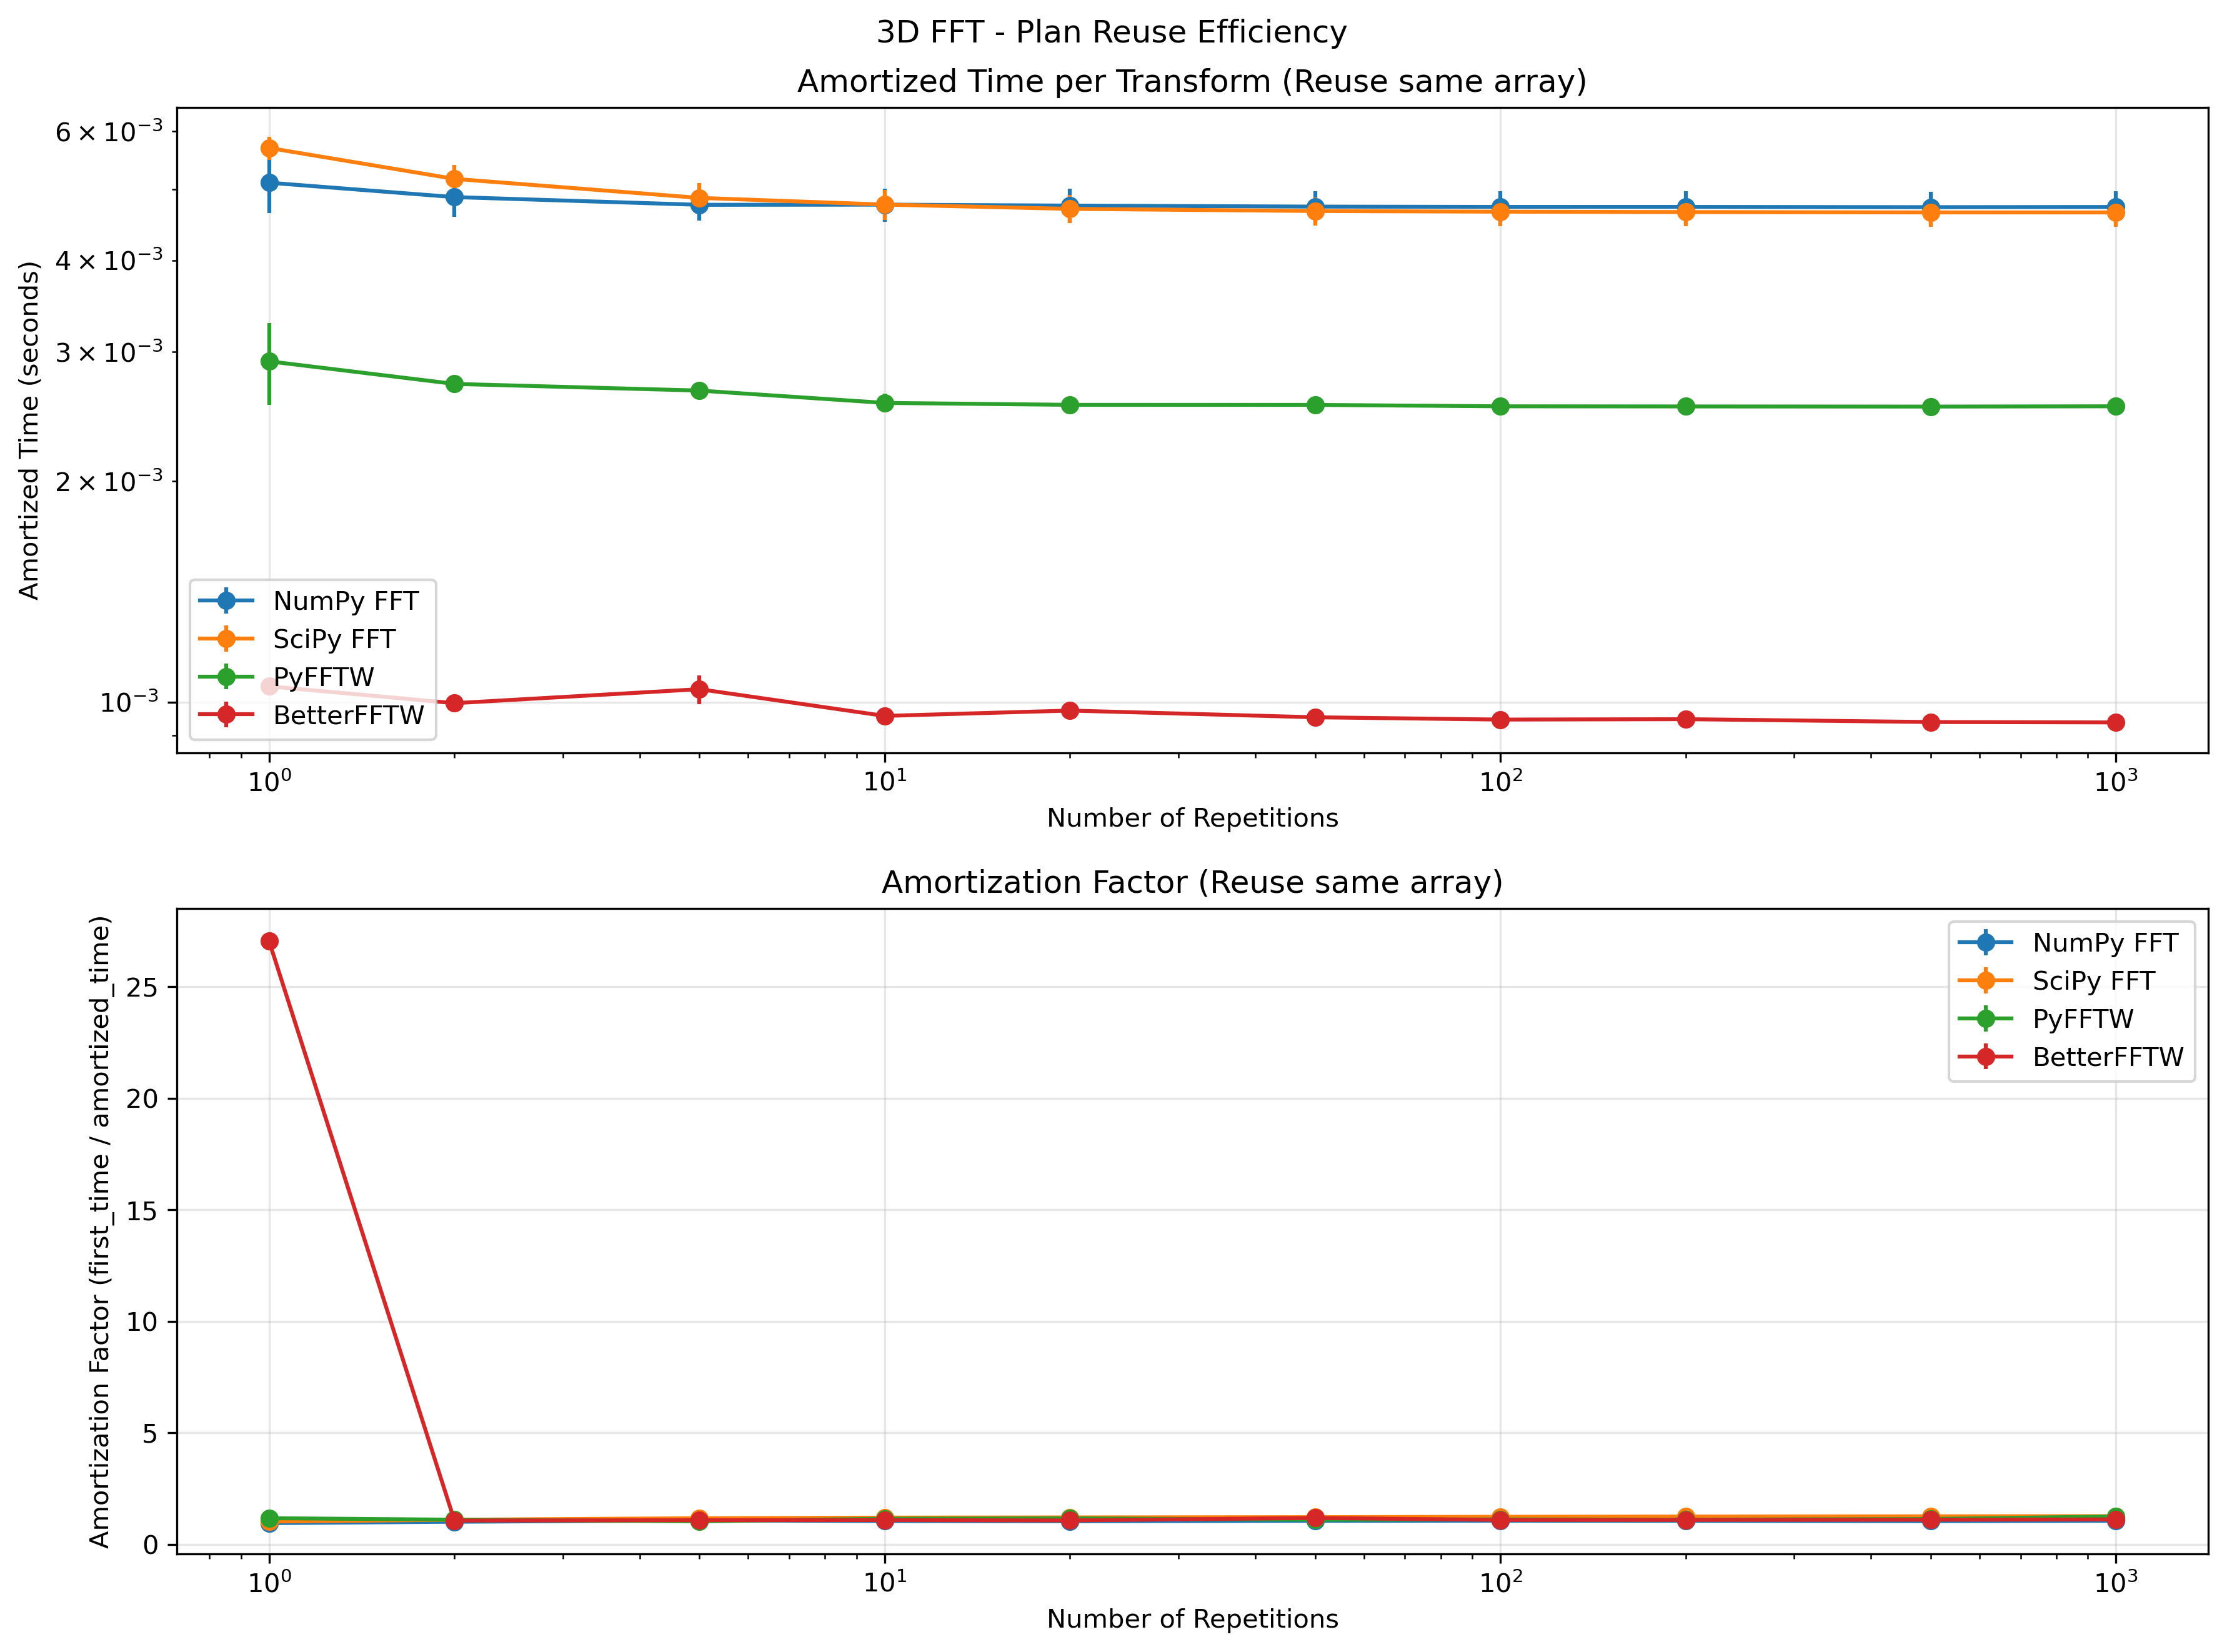 3D FFT - Plan Reuse Efficiency
Amortized Time per Transform (Reuse same array)
Amortized Time (seconds)
6 × 10⁻³
4 × 10⁻³
3 × 10⁻³
2 × 10⁻³
10⁻³
NumPy FFT
SciPy FFT
PyFFTW
BetterFFTW
10⁰ 10¹ 10² 10³
Number of Repetitions
Amortization Factor (Reuse same array)
Amortization Factor (first_time / amortized_time)
25
20
15
10
5
0
NumPy FFT
SciPy FFT
PyFFTW
BetterFFTW
10⁰ 10¹ 10² 10³
Number of Repetitions